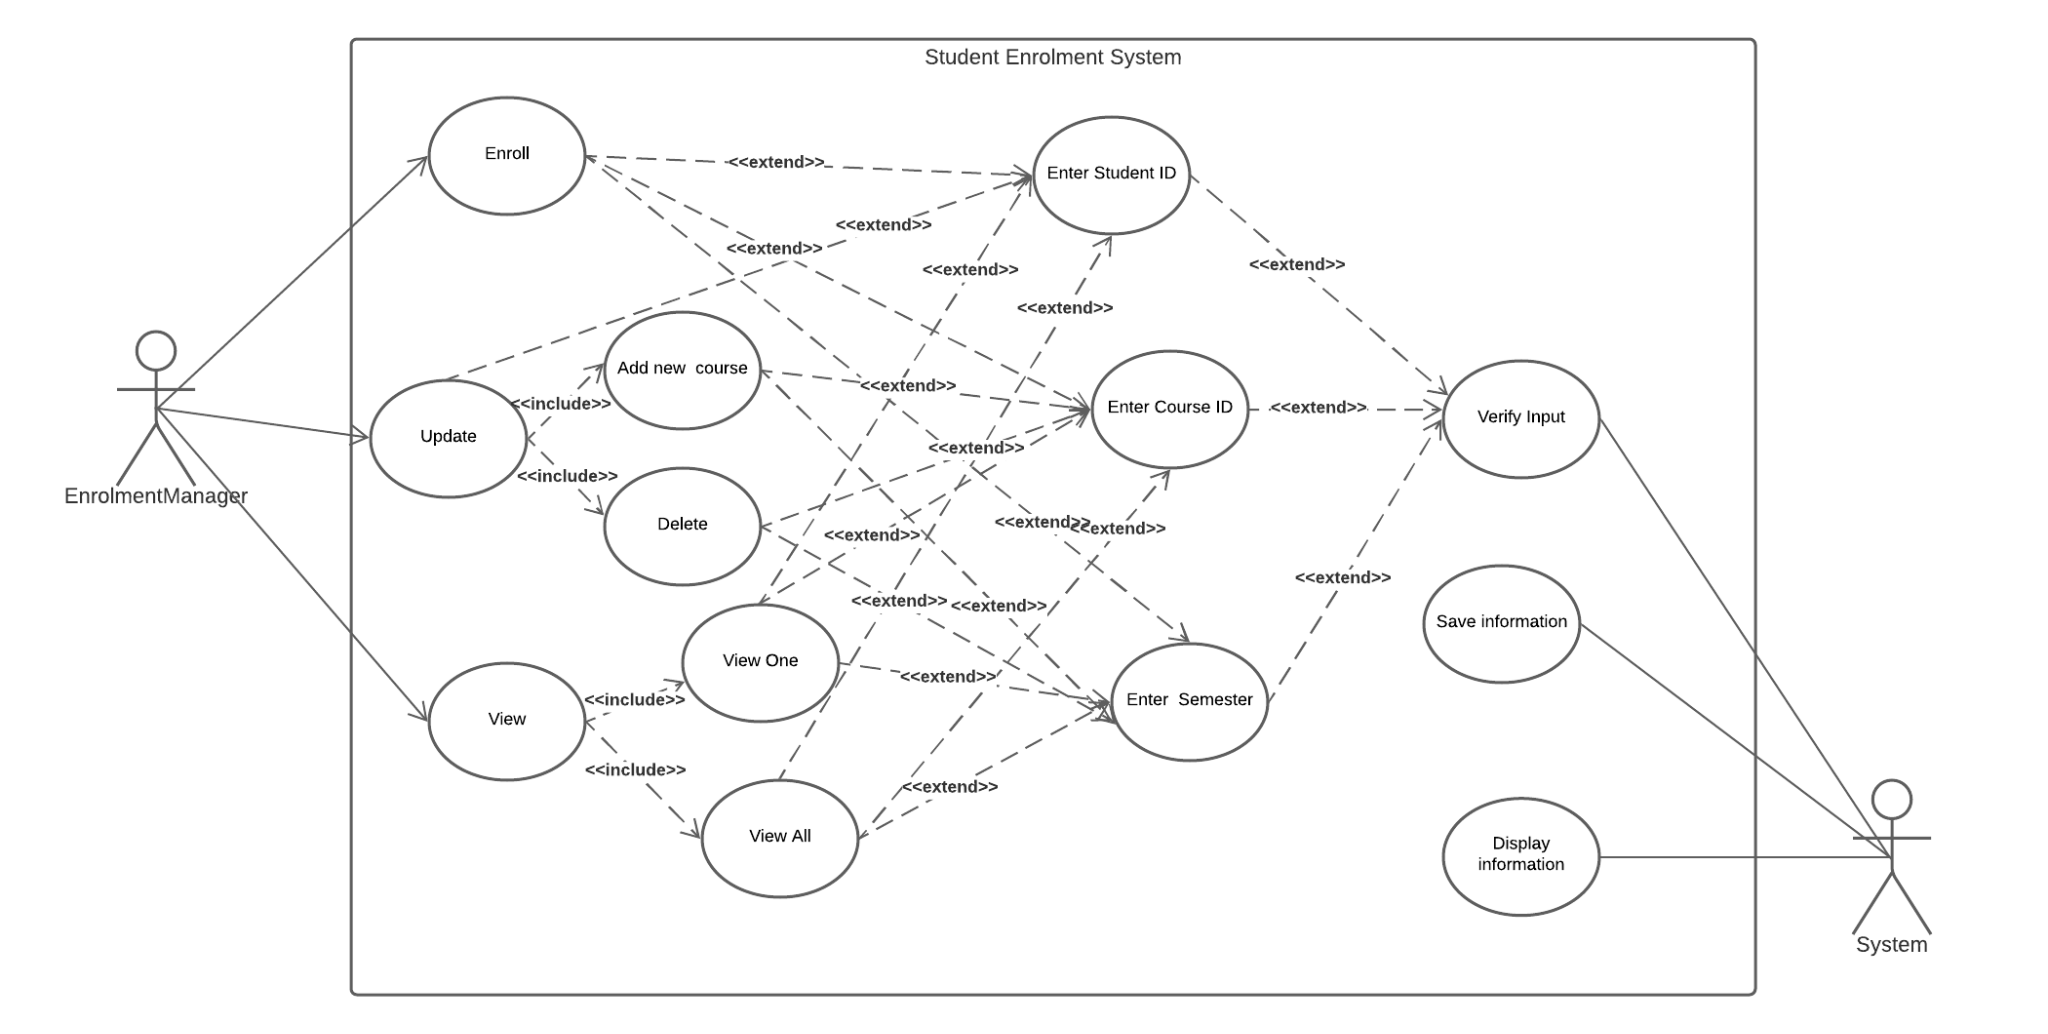 Student Enrolment System
Enroll
<<extend>>
Enter Student ID
<<extend>>
<<extend>>
<<extend>>
<<extend>>
<<extend>>
Add new  course
<<extend>>
<<include>>
Enter Course ID
<<extend>>
Verify Input
Update
<<extend>>
<<include>>
EnrolmentManager
Delete
<<extend>>
<<extend>>
<<extend>>
<<extend>>
<<extend>>
<<extend>>
Save information
View One
<<extend>>
<<include>>
Enter  Semester
View
<<include>>
<<extend>>
View All
Display
information
System